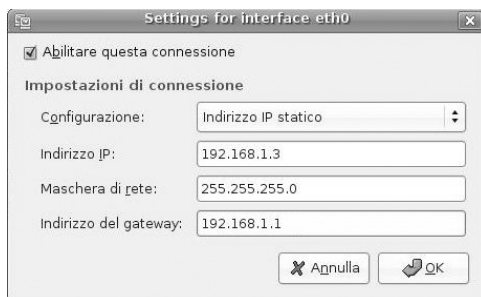 Settings for interface eth0
Abilitare questa connessione
Impostazioni di connessione
Configurazione: Indirizzo IP statico
Indirizzo IP: 192.168.1.3
Maschera di rete: 255.255.255.0
Indirizzo del gateway: 192.168.1.1
Annulla OK